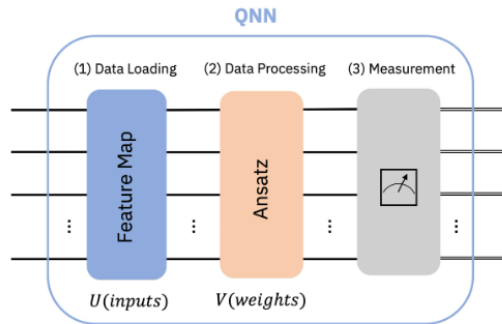 QNN
(1) Data Loading
(2) Data Processing
(3) Measurement
Feature Map
Ansatz
U(inputs)
V(weights)